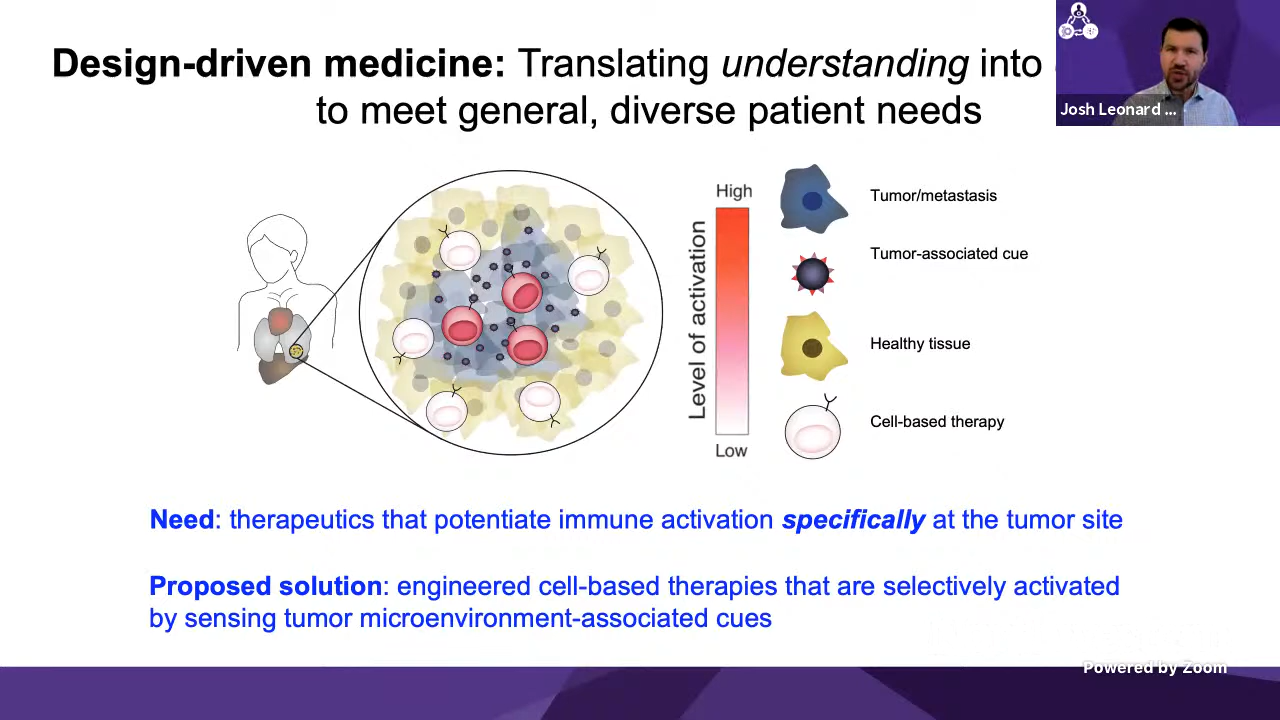 Design-driven medicine: Translating understanding into
to meet general, diverse patient needs
Josh Leonard ...
High
Level of activation
Low
Tumor/metastasis
Tumor-associated cue
Healthy tissue
Cell-based therapy
Need: therapeutics that potentiate immune activation specifically at the tumor site
Proposed solution: engineered cell-based therapies that are selectively activated
by sensing tumor microenvironment-associated cues
Powered by Zoom